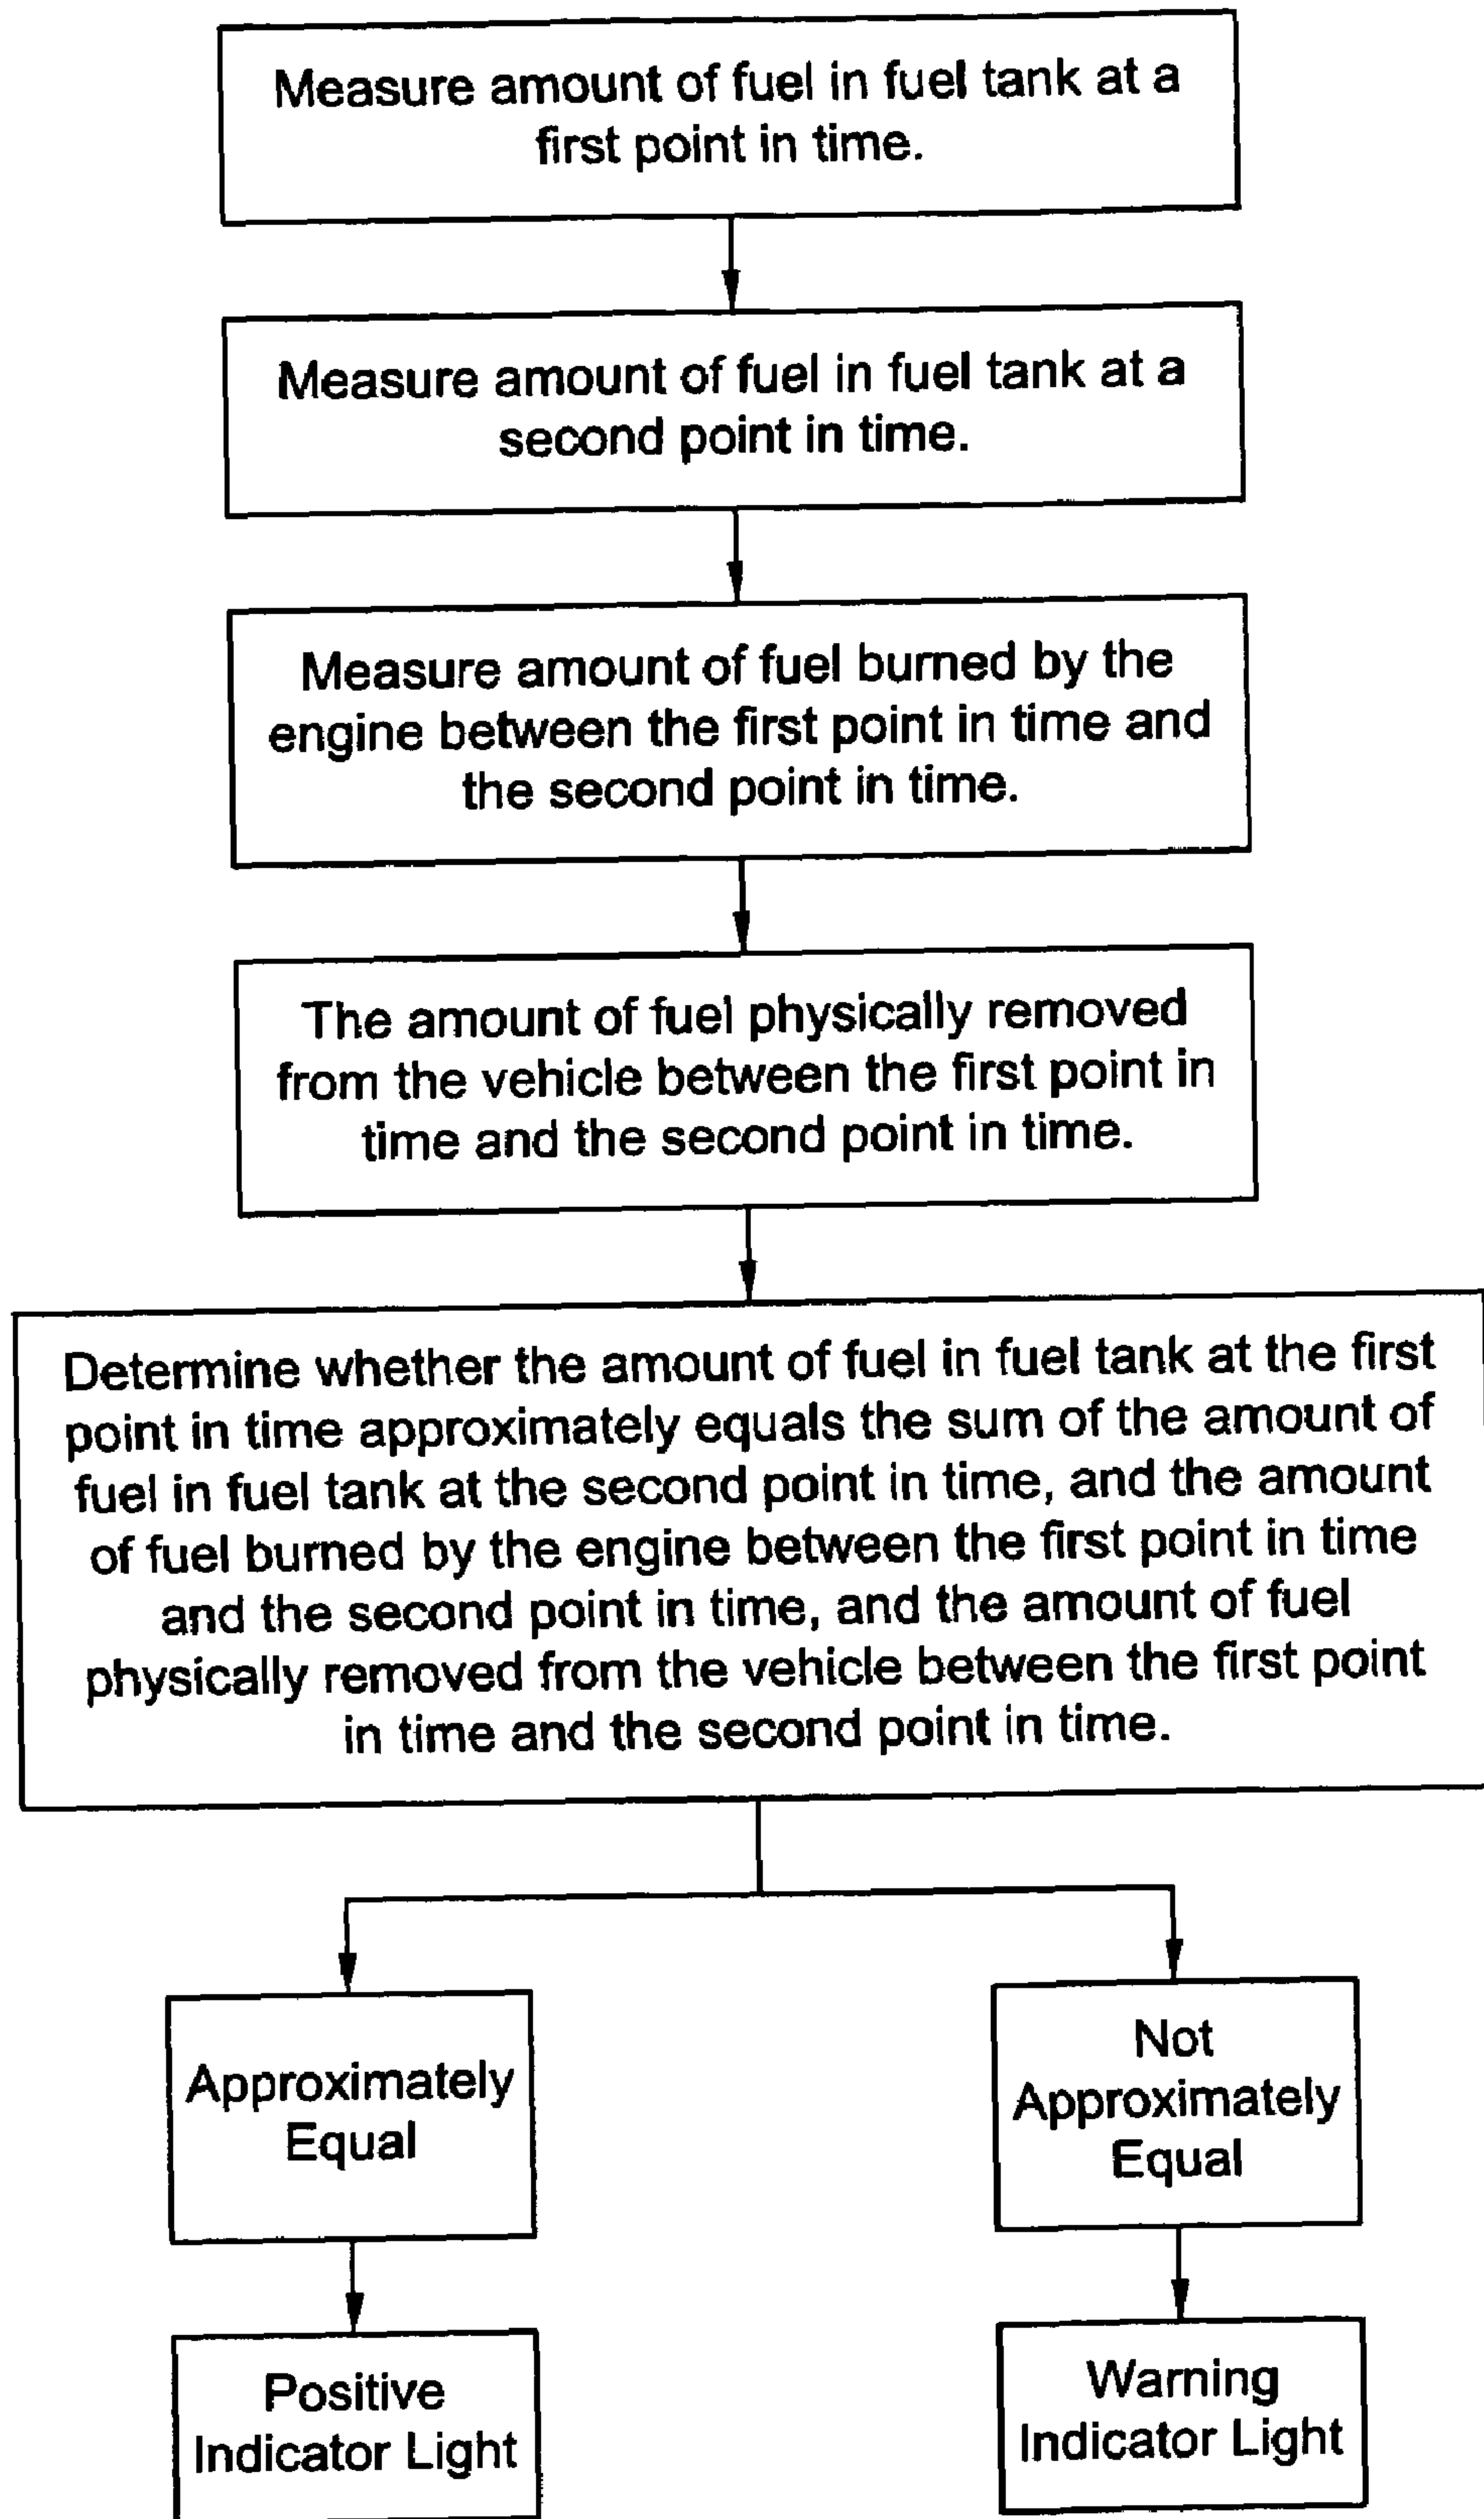 Measure amount of fuel in fuel tank at a
first point in time.
Measure amount of fuel in fuel tank at a
second point in time.
Measure amount of fuel burned by the
engine between the first point in time and
the second point in time.
The amount of fuel physically removed
from the vehicle between the first point in
time and the second point in time.
Determine whether the amount of fuel in fuel tank at the first
point in time approximately equals the sum of the amount of
fuel in fuel tank at the second point in time, and the amount
of fuel burned by the engine between the first point in time
and the second point in time, and the amount of fuel
physically removed from the vehicle between the first point
in time and the second point in time.
Approximately
Equal
Not
Approximately
Equal
Positive
Indicator Light
Warning
Indicator Light